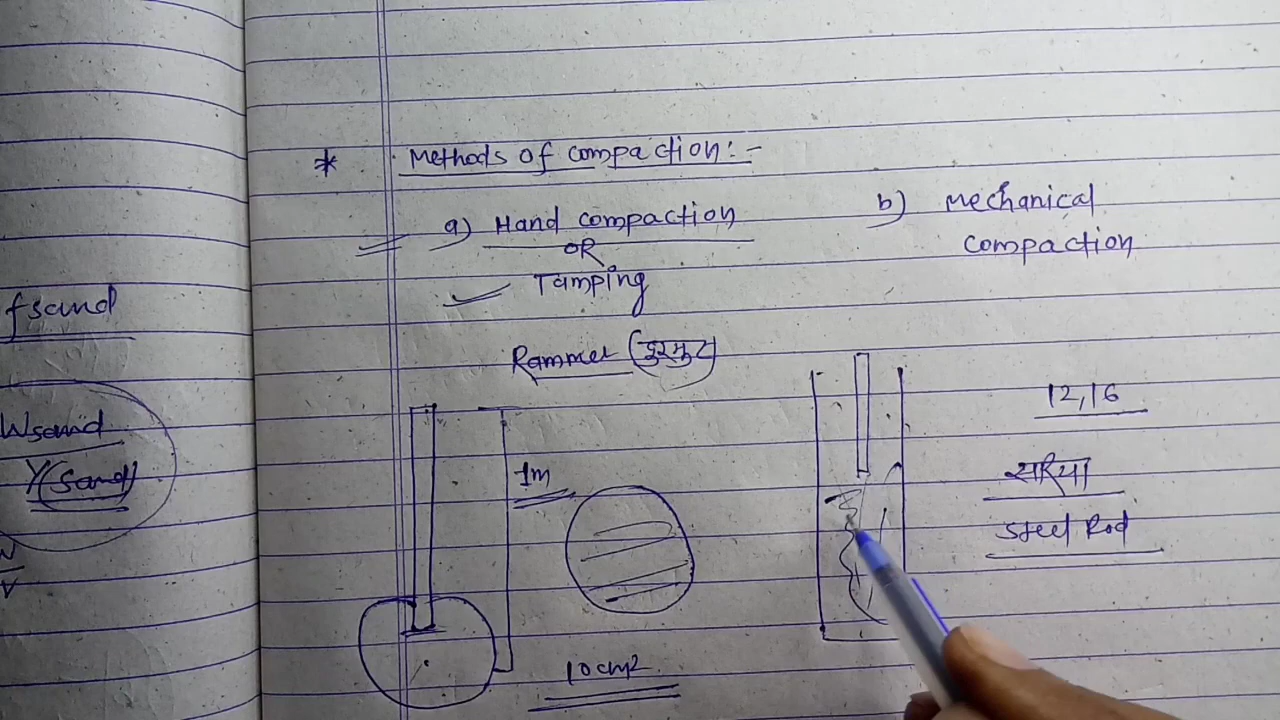 * Methods of compaction:-
a) Hand compaction
OR
Tamping
b) Mechanical
compaction
Rammer (दुरमुट)
1m
10cm²
12,16
सरिया
Steel Rod
fsand
Wsand
Y(sand)
W
V